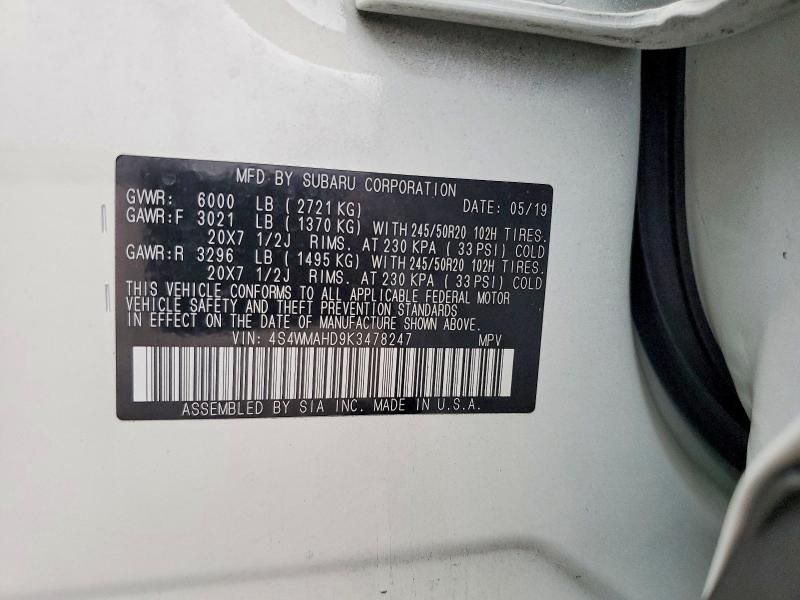 MFD BY SUBARU CORPORATION
GVWR: 6000 LB (2721 KG) DATE: 05/19
GAWR:F 3021 LB (1370 KG) WITH 245/50R20 102H TIRES.
20X7 1/2J RIMS. AT 230 KPA (33 PSI) COLD
GAWR:R 3296 LB (1495 KG) WITH 245/50R20 102H TIRES.
20X7 1/2J RIMS. AT 230 KPA (33 PSI) COLD
THIS VEHICLE CONFORMS TO ALL APPLICABLE FEDERAL MOTOR
VEHICLE SAFETY AND THEFT PREVENTION STANDARDS
IN EFFECT ON THE DATE OF MANUFACTURE SHOWN ABOVE.
VIN: 4S4WMAHD9K3478247 MPV
ASSEMBLED BY SIA INC. MADE IN U.S.A.